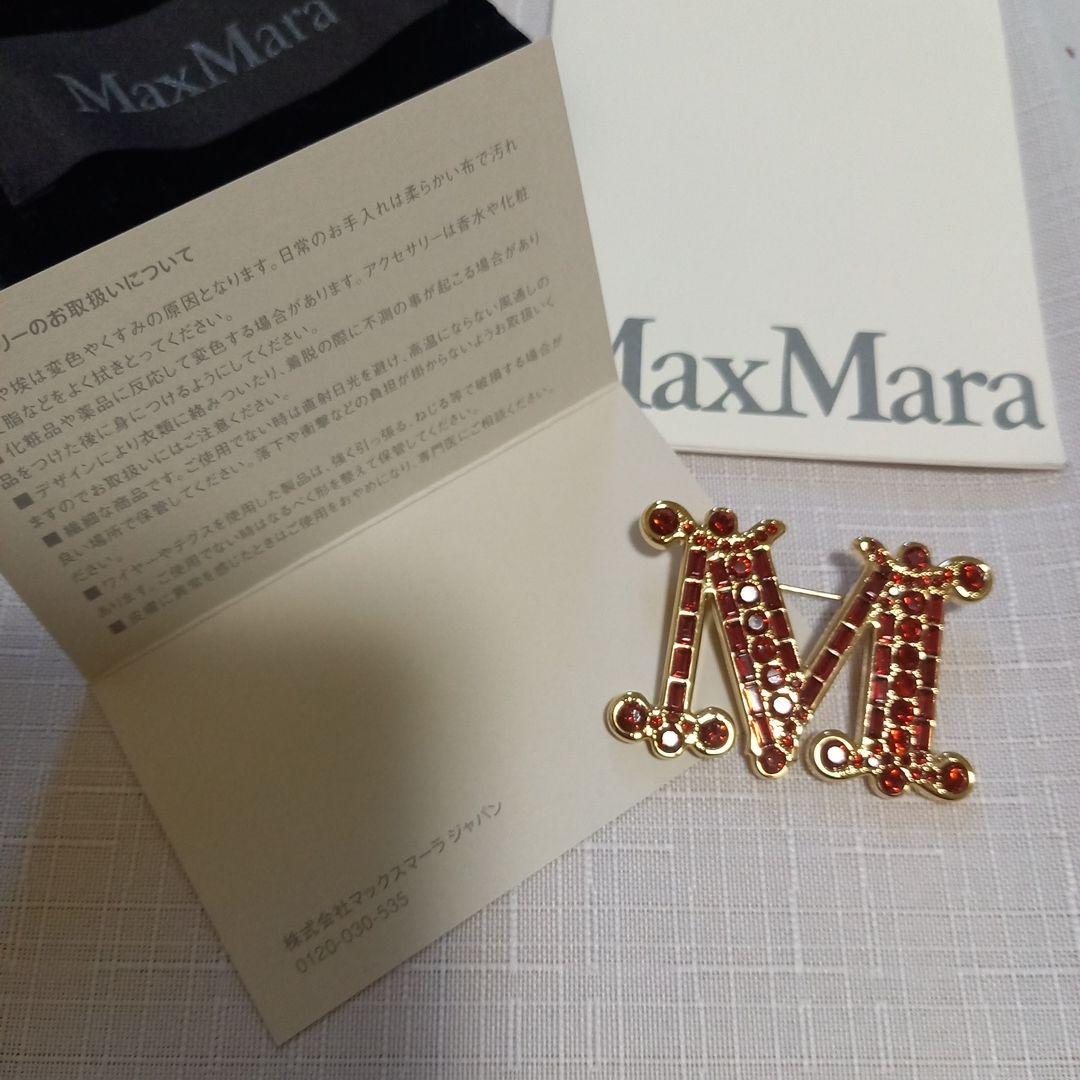 MaxMara
MaxMara
リーのお取扱いについて
や埃は変色やくすみの原因となります。日常のお手入れは柔らかい布で汚れ
脂などをよく拭きとってください。
化粧品や薬品に反応して変色する場合があります。アクセサリーは香水や化粧
品をつけた後に身につけるようにしてください。
■ デザインにより衣類に絡みついたり、着脱の際に不測の事が起こる場合があり
ますのでお取扱いにはご注意ください。
■ 繊細な商品です。ご使用でない時は直射日光を避け、高温にならない風通しの
良い場所で保管してください。落下や衝撃などの負担が掛からないようお取扱いく
ださい。
■ ワイヤーやテグスを使用した製品は、強く引っ張る、ねじる等で破損する場合が
あります。ご使用でない時はなるべく形を整えて保管してください。
■ 皮膚に異常を感じたときはご使用をおやめになり、専門医にご相談ください。
株式会社マックスマーラ ジャパン
0120-030-535
M